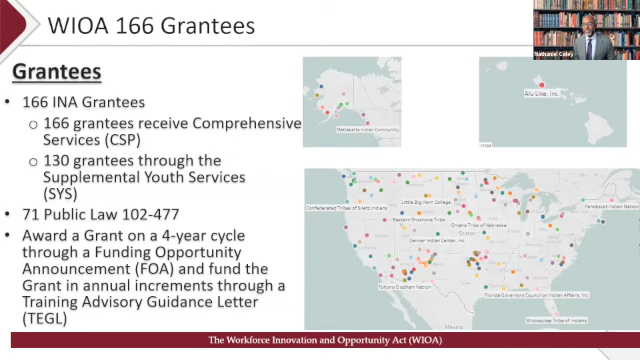 WIOA 166 Grantees
Nathaniel Coley
Grantees
• 166 INA Grantees
o 166 grantees receive Comprehensive
Services (CSP)
o 130 grantees through the
Supplemental Youth Services
(SYS)
• 71 Public Law 102-477
• Award a Grant on a 4-year cycle
through a Funding Opportunity
Announcement (FOA) and fund the
Grant in annual increments through a
Training Advisory Guidance Letter
(TEGL)
Metlakatla Indian Community
Alu Like, Inc.
Confederated Tribes of Siletz Indians
Little Big Horn College
Penobscot Indian Nation
Eastern Shoshone Tribe
Omaha Tribe of Nebraska
States
Denver Indian Center, Inc
Tohono O'odham Nation
Florida Governors Council Indian Affairs, Inc.
Miccosukee Tribe of Indians
Mexico
The Workforce Innovation and Opportunity Act (WIOA)